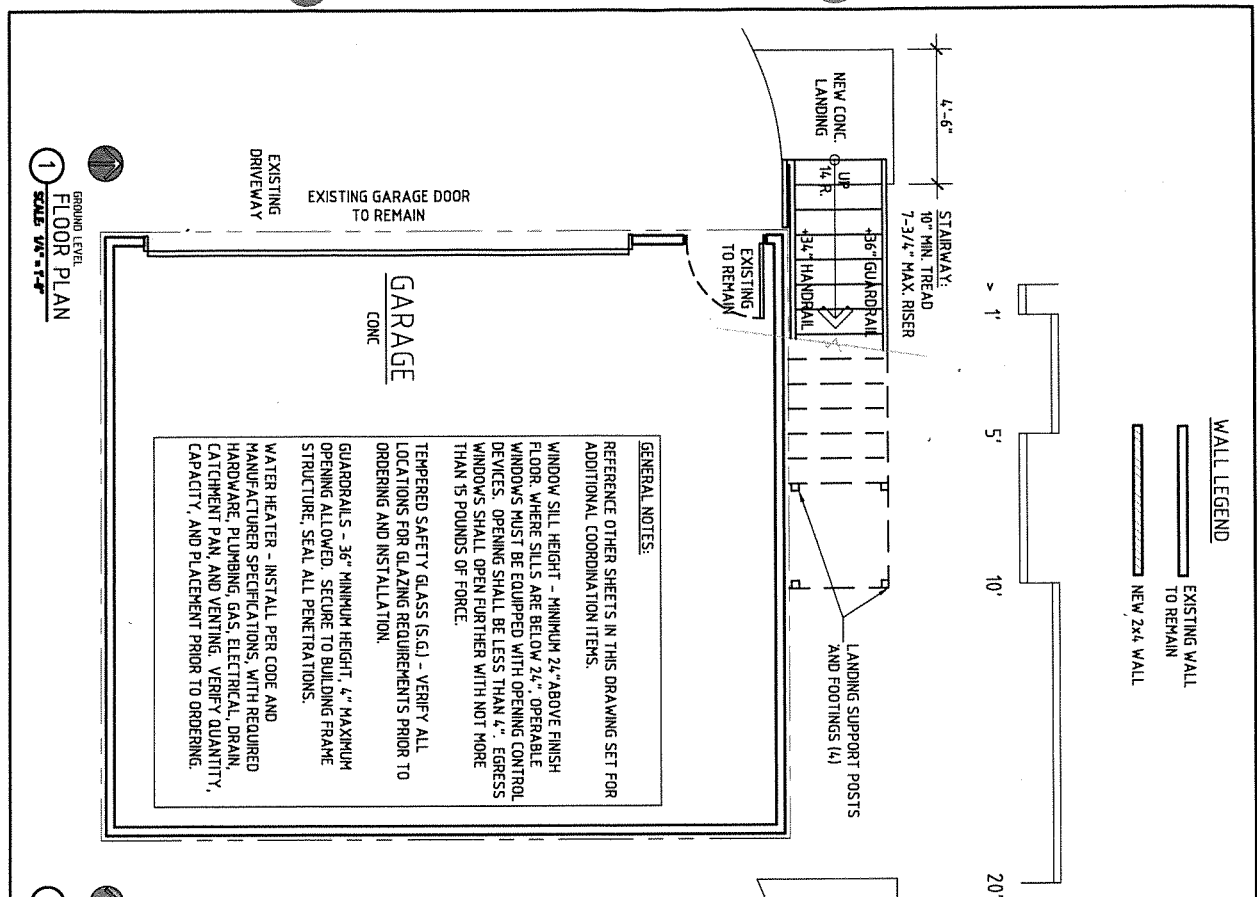 WALL LEGEND
EXISTING WALL
TO REMAIN
NEW 2x4 WALL
> 1'
5'
10'
20'
4'-6"
STAIRWAY:
10" MIN. TREAD
7-3/4" MAX. RISER
NEW CONC.
LANDING
UP
14 R.
+36" GUARDRAIL
+34" HANDRAIL
LANDING SUPPORT POSTS
AND FOOTINGS (4)
EXISTING
TO REMAIN
EXISTING GARAGE DOOR
TO REMAIN
EXISTING
DRIVEWAY
GARAGE
CONC
GENERAL NOTES:
REFERENCE OTHER SHEETS IN THIS DRAWING SET FOR
ADDITIONAL COORDINATION ITEMS.
WINDOW SILL HEIGHT - MINIMUM 24" ABOVE FINISH
FLOOR. WHERE SILLS ARE BELOW 24", OPERABLE
WINDOWS MUST BE EQUIPPED WITH OPENING CONTROL
DEVICES. OPENING SHALL BE LESS THAN 4". EGRESS
WINDOWS SHALL OPEN FURTHER WITH NOT MORE
THAN 15 POUNDS OF FORCE.
TEMPERED SAFETY GLASS (S.G.) - VERIFY ALL
LOCATIONS FOR GLAZING REQUIREMENTS PRIOR TO
ORDERING AND INSTALLATION.
GUARDRAILS - 36" MINIMUM HEIGHT, 4" MAXIMUM
OPENING ALLOWED. SECURE TO BUILDING FRAME
STRUCTURE, SEAL ALL PENETRATIONS.
WATER HEATER - INSTALL PER CODE AND
MANUFACTURER SPECIFICATIONS, WITH REQUIRED
HARDWARE, PLUMBING, GAS, ELECTRICAL, DRAIN,
CATCHMENT PAN, AND VENTING. VERIFY QUANTITY,
CAPACITY, AND PLACEMENT PRIOR TO ORDERING.
1
GROUND LEVEL
FLOOR PLAN
SCALE: 1/4" = 1'-0"